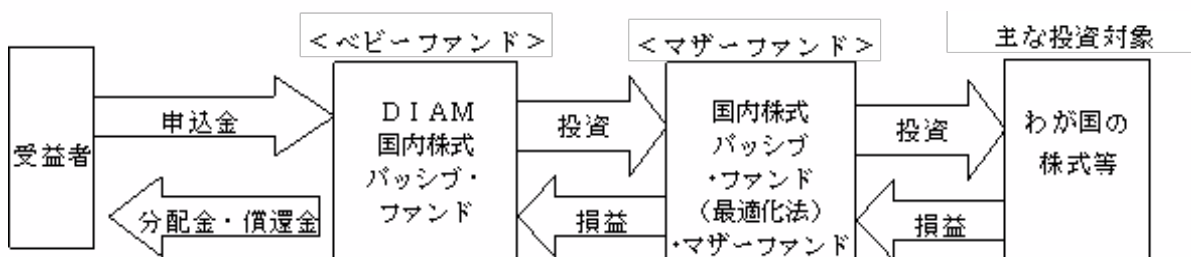 ＜ベビーファンド＞
＜マザーファンド＞
主な投資対象
受益者
申込金
分配金・償還金
ＤＩＡＭ
国内株式
パッシブ・
ファンド
投資
損益
国内株式
パッシブ
・ファンド
（最適化法）
・マザーファンド
投資
損益
わが国の
株式等